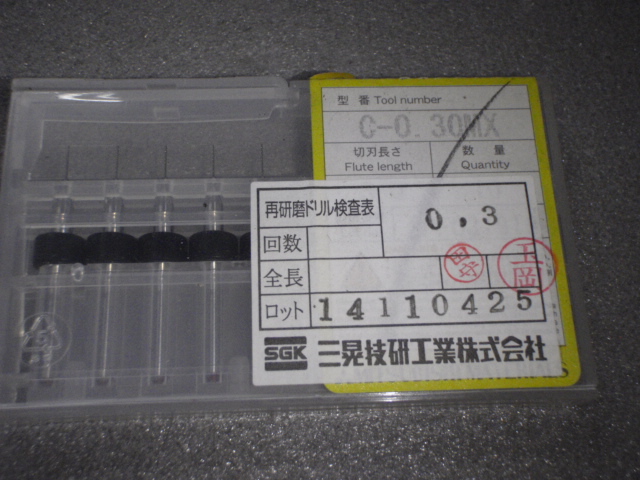 型 番 Tool number
C-0.30MX
切刃長さ 数 量
Flute length Quantity
再研磨ドリル検査表 0,3
回数
全長
玉岡
ロット 14110425
SGK 三晃技研工業株式会社